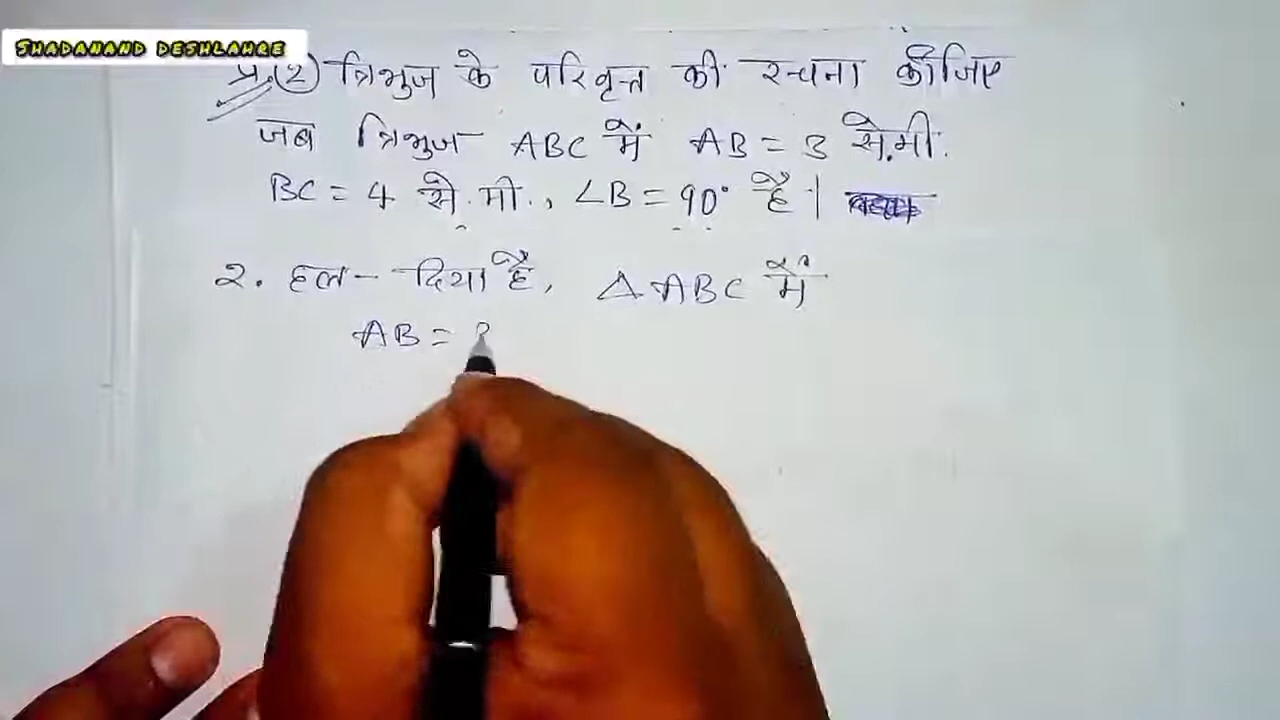 SHADANAND DESHLAHRE
प्र.(2) त्रिभुज के परिवृत्त की रचना कीजिए
जब त्रिभुज ABC में AB = 3 से.मी.
BC = 4 से.मी., ∠B = 90° है |
2. हल - दिया है, △ABC में
AB =